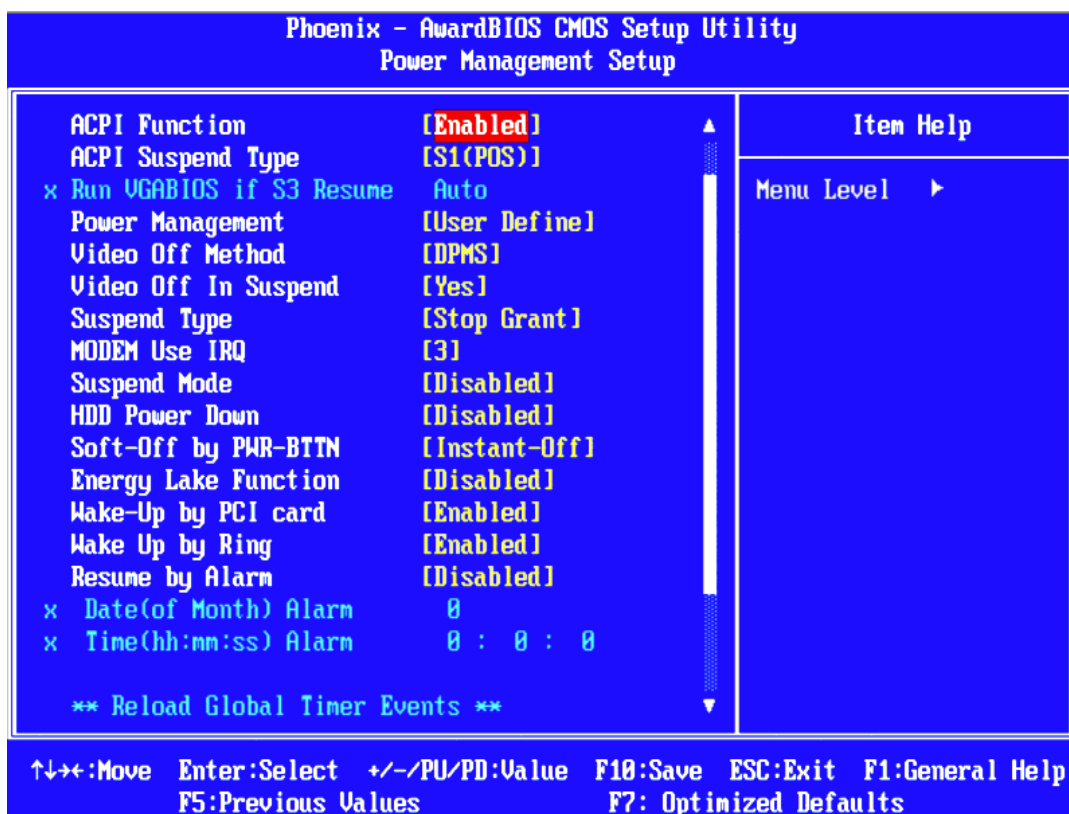 Phoenix - AwardBIOS CMOS Setup Utility
Power Management Setup
ACPI Function [Enabled]
ACPI Suspend Type [S1(POS)]
x Run VGABIOS if S3 Resume Auto
Power Management [User Define]
Video Off Method [DPMS]
Video Off In Suspend [Yes]
Suspend Type [Stop Grant]
MODEM Use IRQ [3]
Suspend Mode [Disabled]
HDD Power Down [Disabled]
Soft-Off by PWR-BTTN [Instant-Off]
Energy Lake Function [Disabled]
Wake-Up by PCI card [Enabled]
Wake Up by Ring [Enabled]
Resume by Alarm [Disabled]
x Date(of Month) Alarm 0
x Time(hh:mm:ss) Alarm 0 : 0 : 0
** Reload Global Timer Events **
Item Help
Menu Level ▶
↑↓→←:Move Enter:Select +/-/PU/PD:Value F10:Save ESC:Exit F1:General Help
F5:Previous Values F7: Optimized Defaults